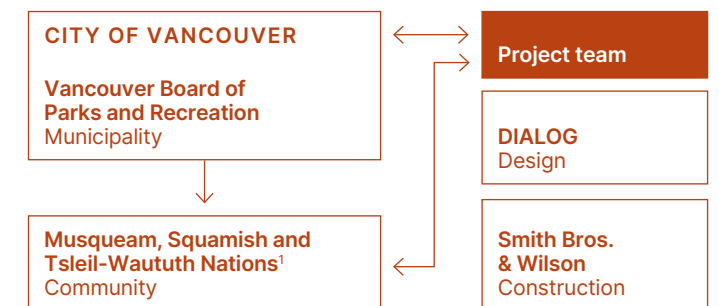 CITY OF VANCOUVER
Vancouver Board of
Parks and Recreation
Municipality
Musqueam, Squamish and
Tsleil-Waututh Nations¹
Community
Project team
DIALOG
Design
Smith Bros.
& Wilson
Construction